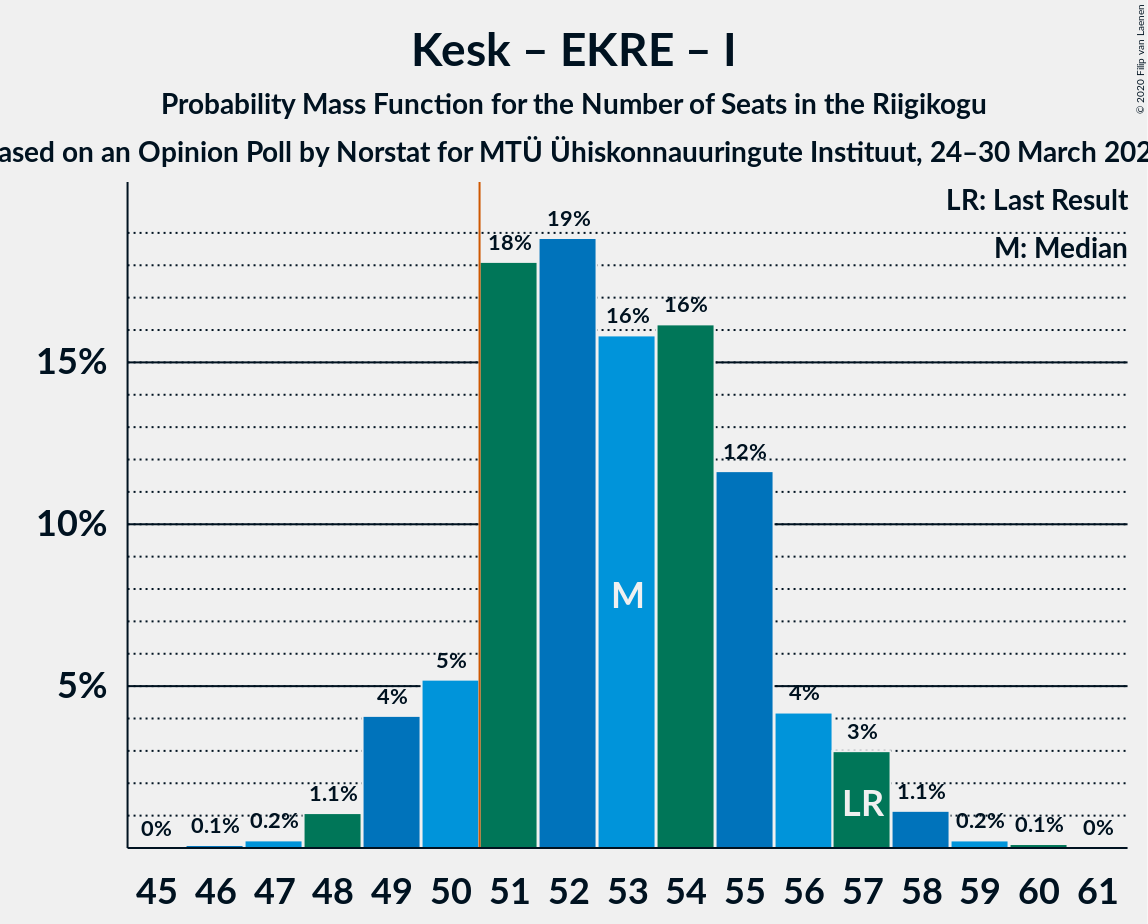 Kesk – EKRE – I
Probability Mass Function for the Number of Seats in the Riigikogu
ased on an Opinion Poll by Norstat for MTÜ Ühiskonnauuringute Instituut, 24–30 March 202
© 2020 Filip van Laenen
LR: Last Result
M: Median
15%
10%
5%
0%
0.1%
0.2%
1.1%
4%
5%
18%
19%
16%
16%
12%
4%
3%
1.1%
0.2%
0.1%
0%
M
LR
45 46 47 48 49 50 51 52 53 54 55 56 57 58 59 60 61